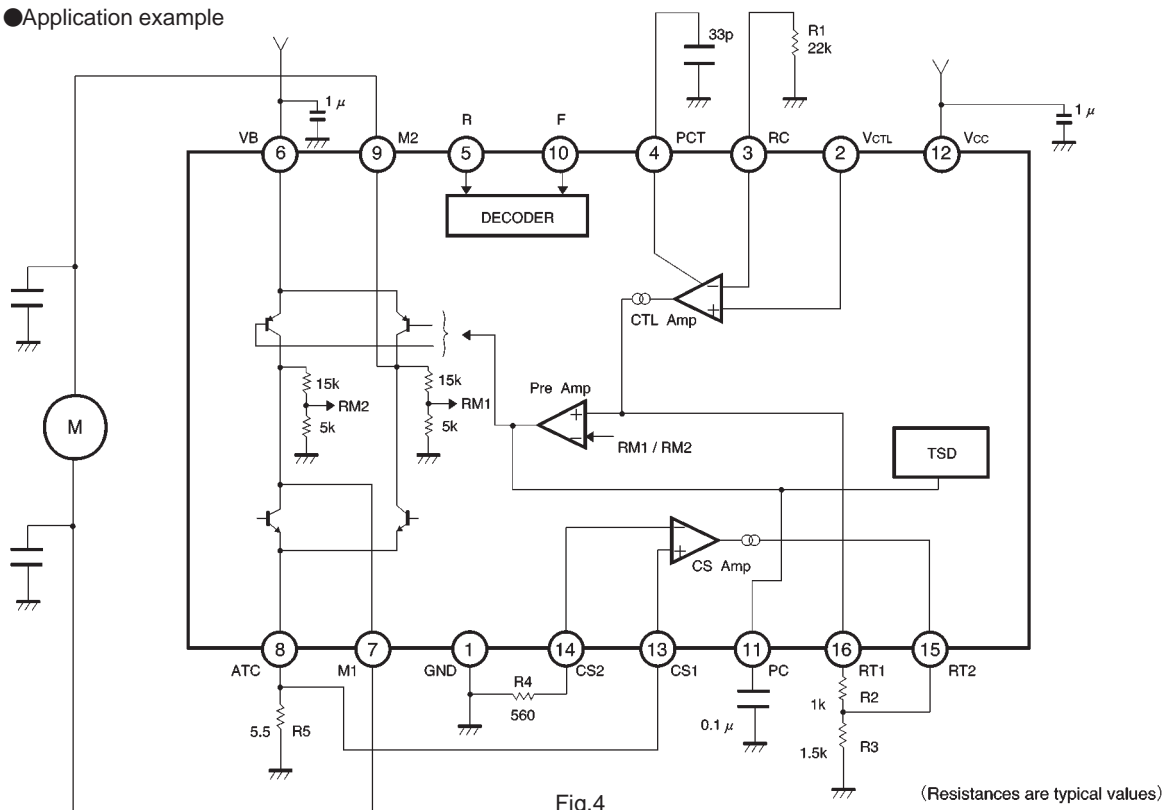 ●Application example
33p
R1
22k
1 μ
1 μ
VB
6
9
M2
R
5
F
10
4
PCT
3
RC
2
VCTL
12
VCC
DECODER
CTL Amp
−
+
15k
RM2
5k
15k
RM1
5k
Pre Amp
+
−
RM1 / RM2
M
TSD
−
+
CS Amp
8
ATC
7
M1
1
GND
14
CS2
13
CS1
11
PC
16
RT1
15
RT2
R4
560
5.5
R5
0.1 μ
1k
R2
1.5k
R3
Fig.4
(Resistances are typical values)